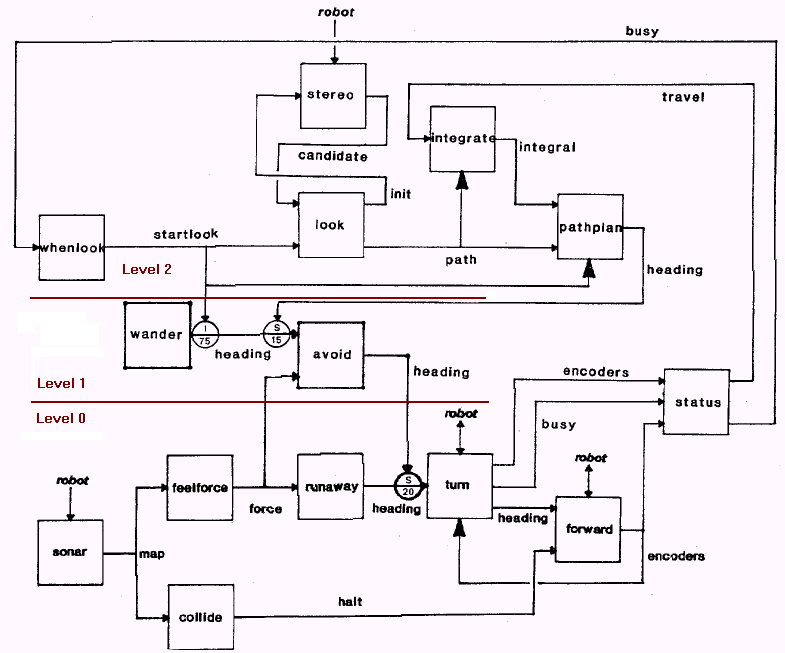 robot
busy
stereo
travel
integrate
integral
candidate
init
look
pathplan
startlook
whenlook
path
heading
Level 2
wander
I
75
S
15
heading
avoid
Level 1
heading
encoders
status
Level 0
robot
busy
robot
feelforce
runaway
S
20
turn
robot
force
heading
heading
forward
sonar
map
encoders
halt
collide